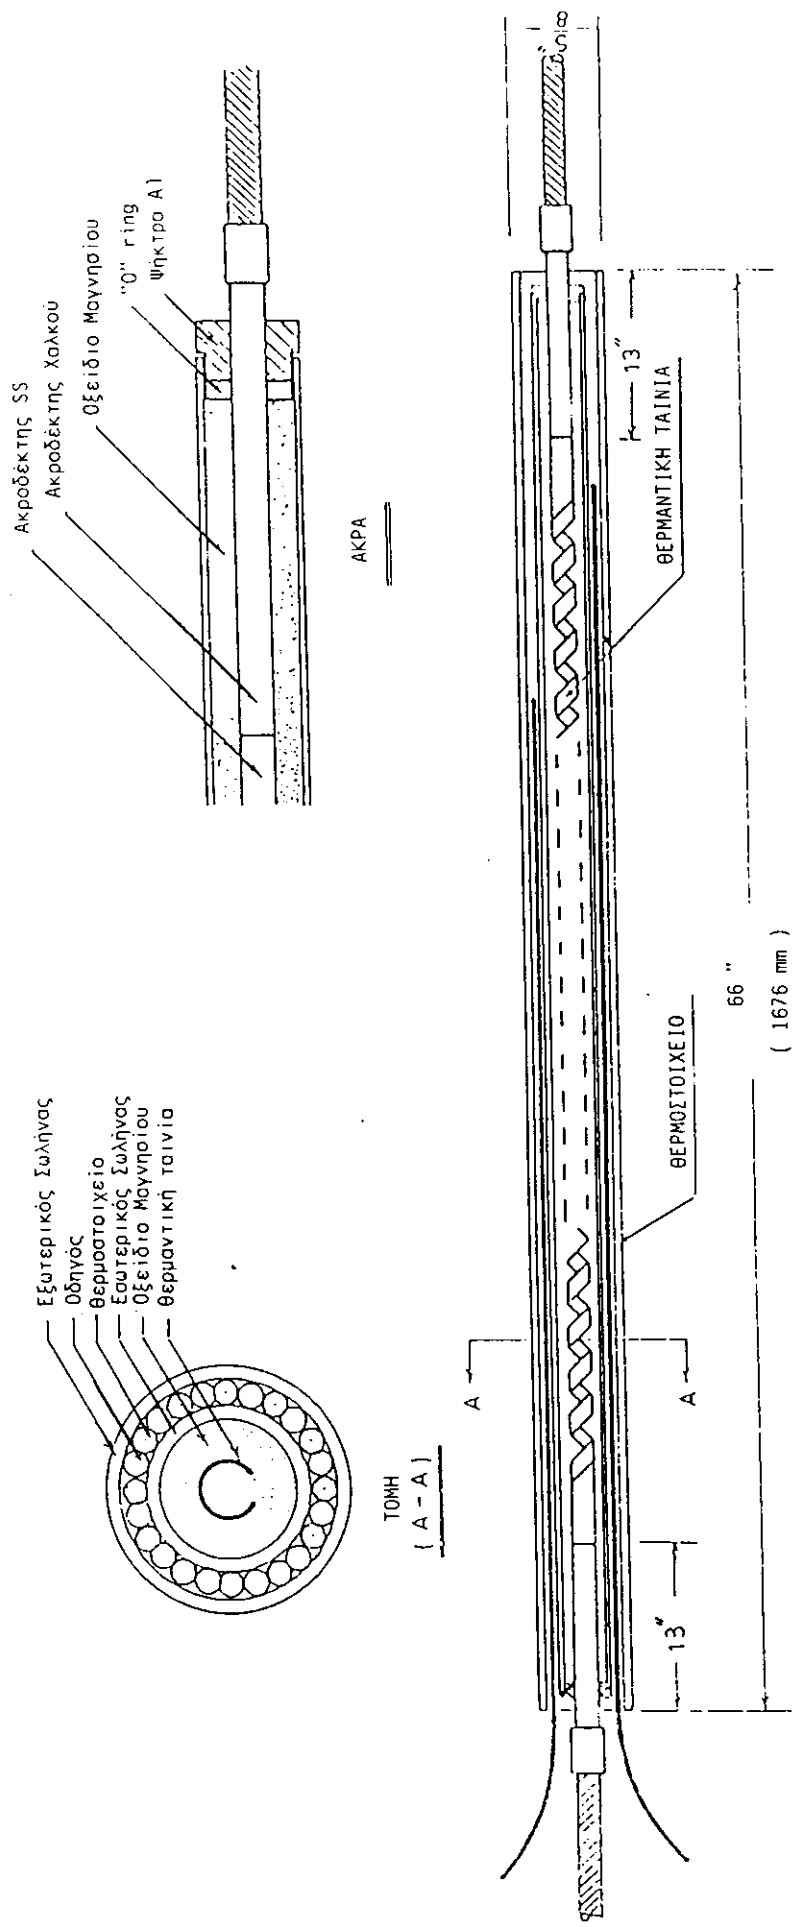 Εξωτερικός Σωλήνας
Οδηγός
θερμοστοιχείο
Εσωτερικός Σωλήνας
Οξείδιο Μαγνησίου
θερμαντική ταινία
ΤΟΜΗ
( A - A )
Ακροδέκτης SS
Ακροδέκτης Χαλκού
Οξείδιο Μαγνησίου
"O" ring
Ψήκτρα Al
ΑΚΡΑ
A
A
13"
ΘΕΡΜΟΣΤΟΙΧΕΙΟ
ΘΕΡΜΑΝΤΙΚΗ ΤΑΙΝΙΑ
13"
66 "
( 1676 mm )